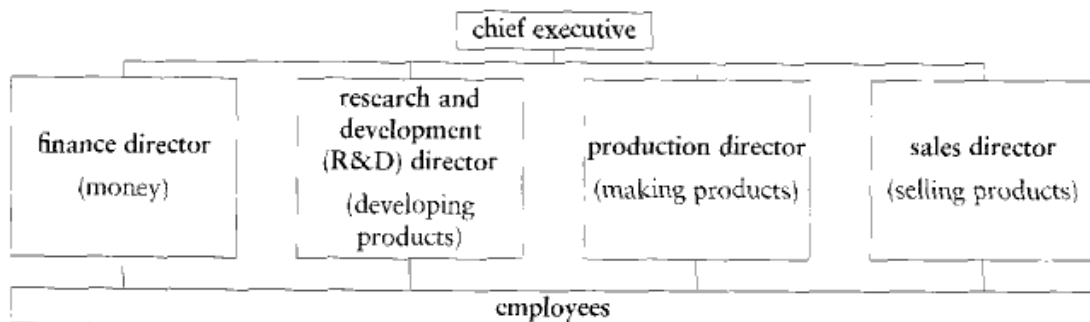 chief executive
finance director
(money)
research and
development
(R&D) director
(developing
products)
production director
(making products)
sales director
(selling products)
employees